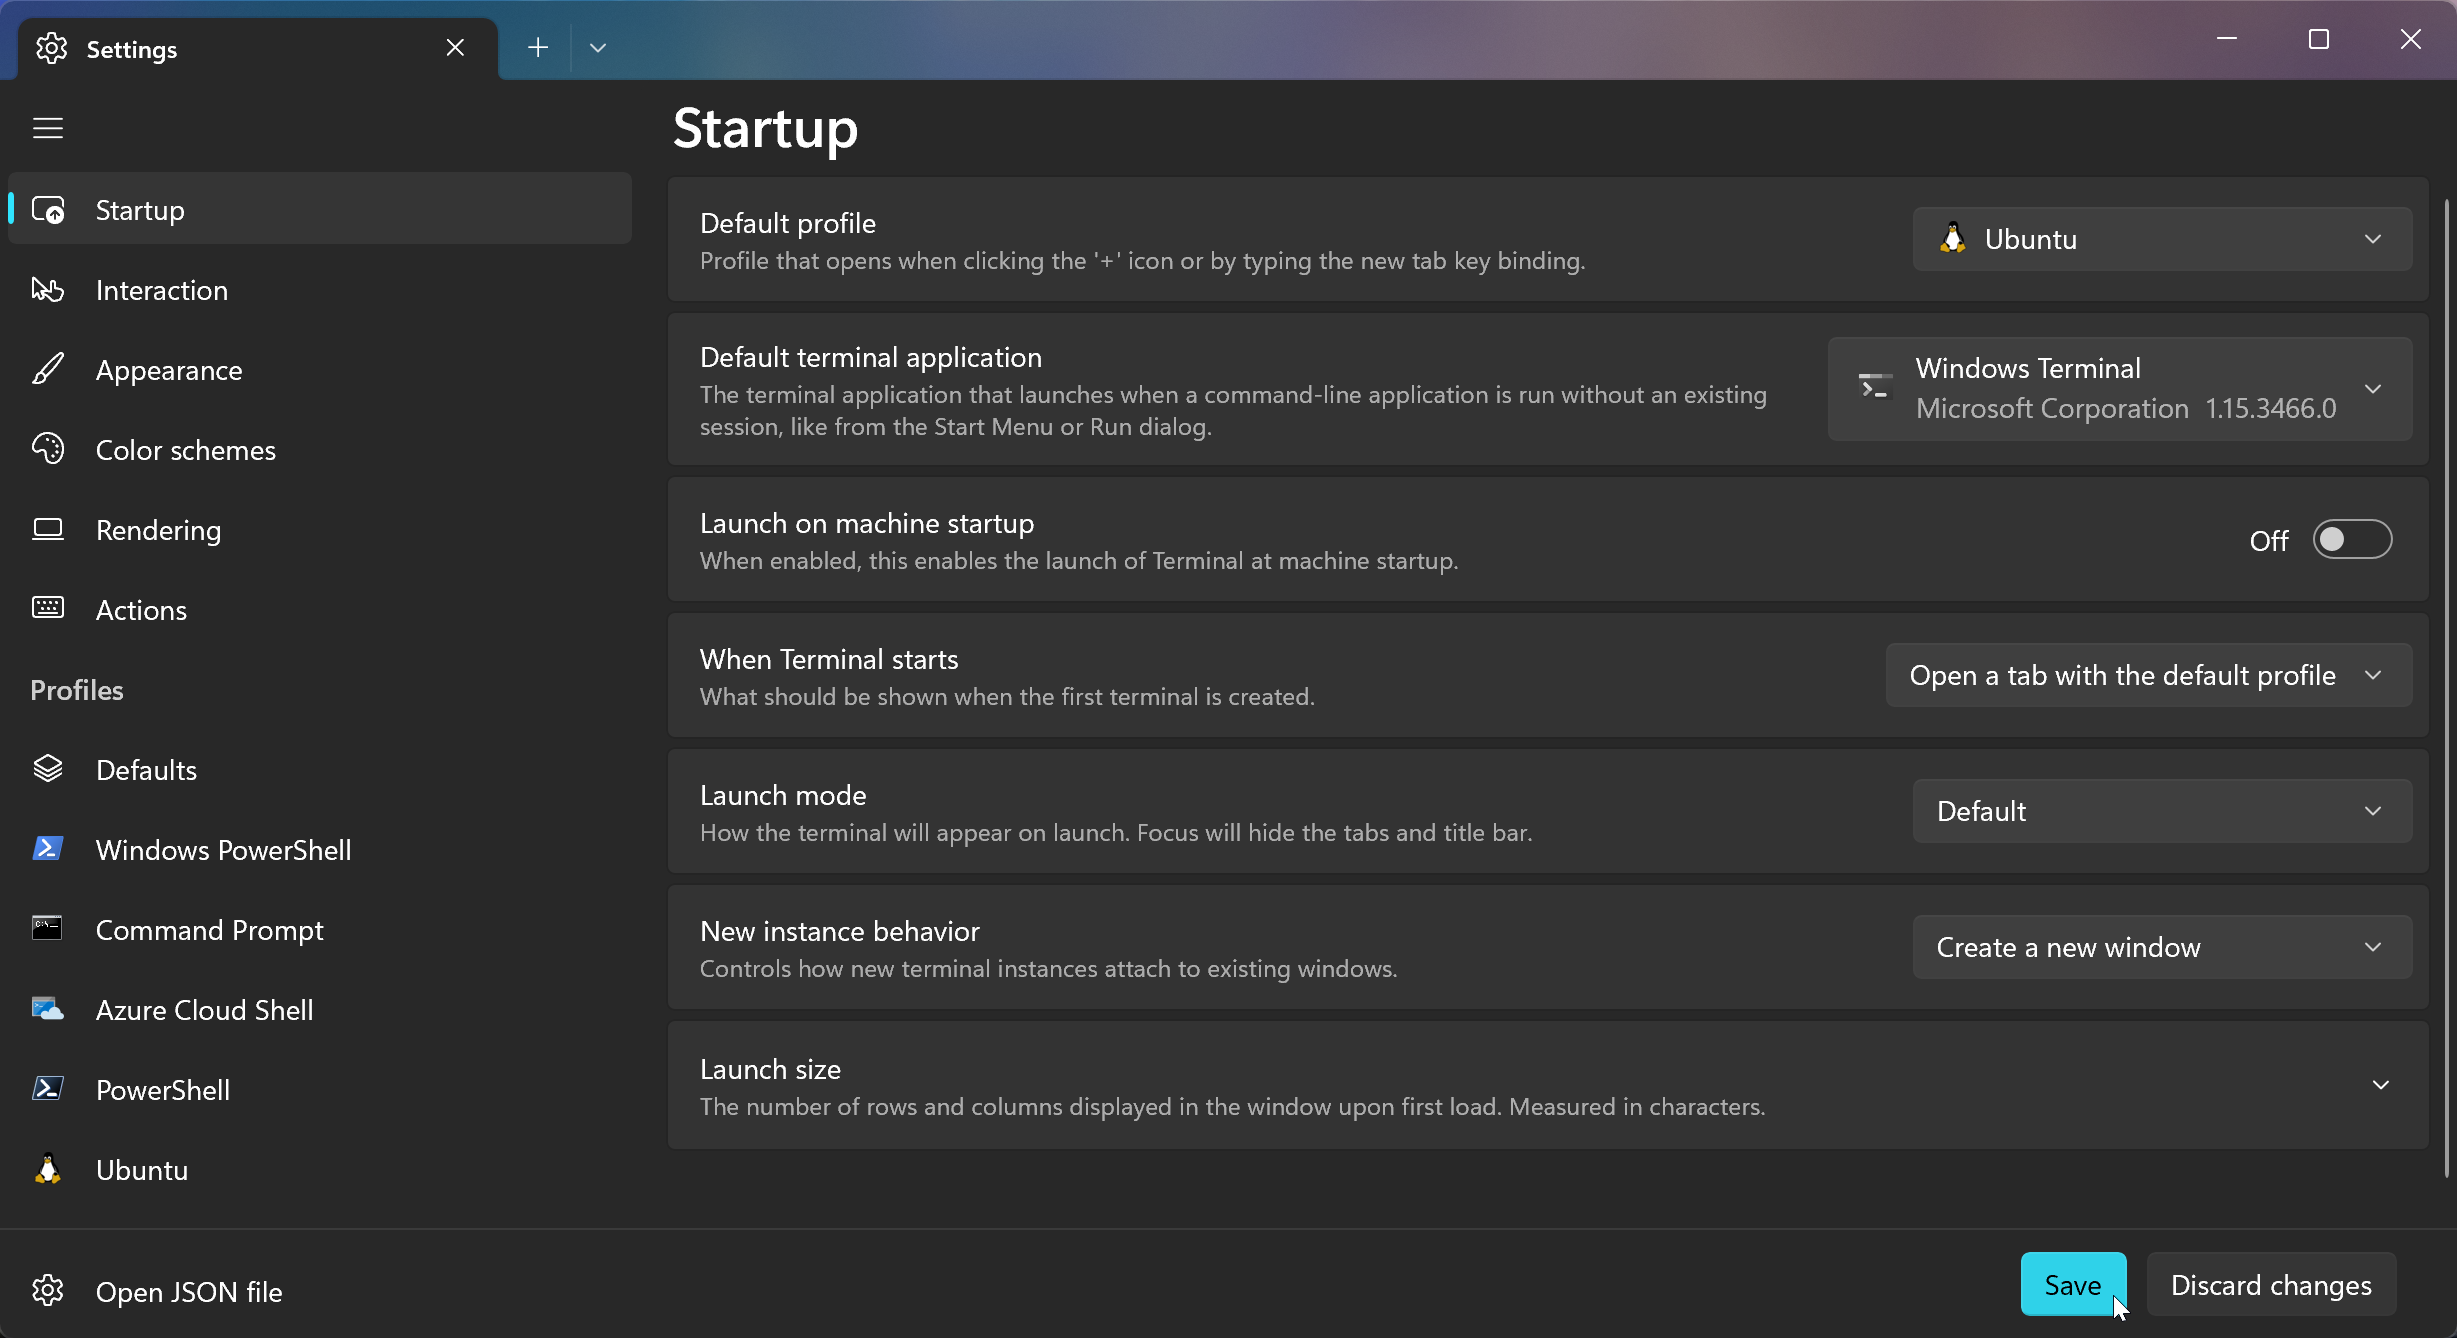 Settings
Startup
Startup
Interaction
Appearance
Color schemes
Rendering
Actions
Profiles
Defaults
Windows PowerShell
Command Prompt
Azure Cloud Shell
PowerShell
Ubuntu
Open JSON file
Default profile
Profile that opens when clicking the '+' icon or by typing the new tab key binding.
Ubuntu
Default terminal application
The terminal application that launches when a command-line application is run without an existing
session, like from the Start Menu or Run dialog.
Windows Terminal
Microsoft Corporation 1.15.3466.0
Launch on machine startup
When enabled, this enables the launch of Terminal at machine startup.
Off
When Terminal starts
What should be shown when the first terminal is created.
Open a tab with the default profile
Launch mode
How the terminal will appear on launch. Focus will hide the tabs and title bar.
Default
New instance behavior
Controls how new terminal instances attach to existing windows.
Create a new window
Launch size
The number of rows and columns displayed in the window upon first load. Measured in characters.
Save
Discard changes